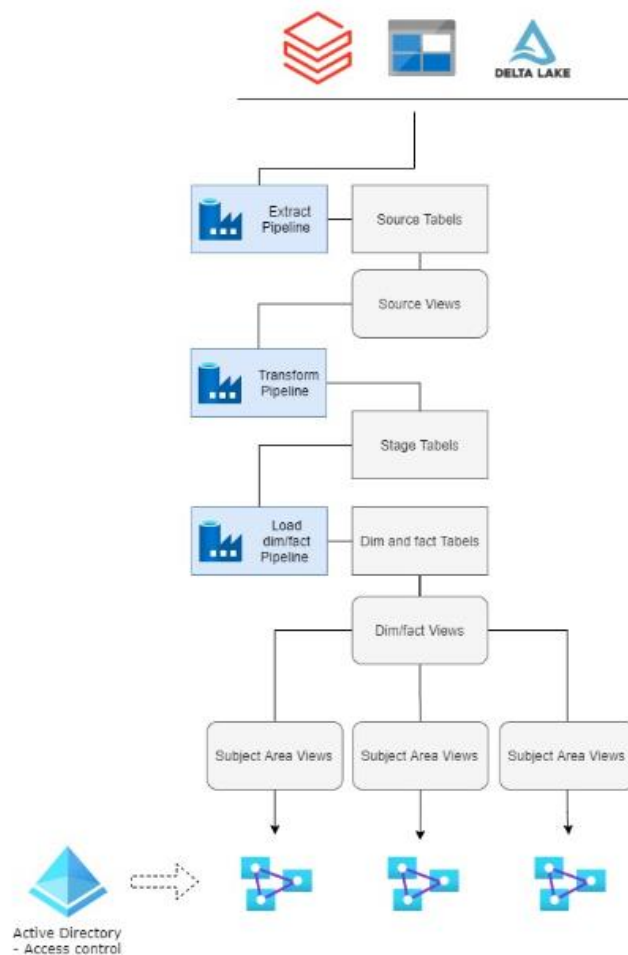 DELTA LAKE
Extract
Pipeline
Source Tabels
Source Views
Transform
Pipeline
Stage Tabels
Load
dim/fact
Pipeline
Dim and fact Tabels
Dim/fact Views
Subject Area Views
Subject Area Views
Subject Area Views
Active Directory
- Access control